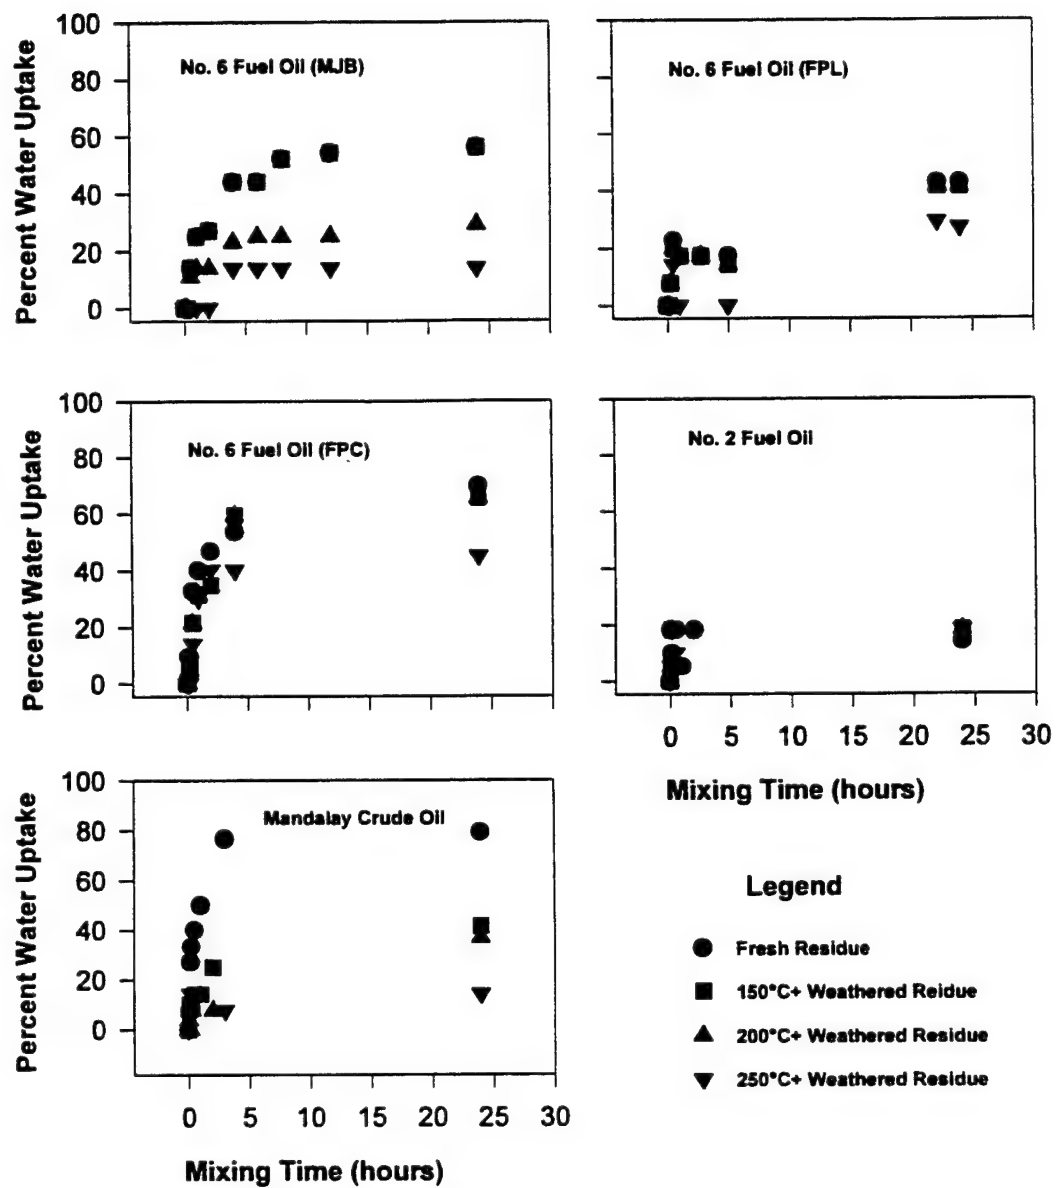 Percent Water Uptake
100
80
60
40
20
0
No. 6 Fuel Oil (MJB)
No. 6 Fuel Oil (FPL)
Percent Water Uptake
100
80
60
40
20
0
No. 6 Fuel Oil (FPC)
No. 2 Fuel Oil
0 5 10 15 20 25 30
Mixing Time (hours)
Percent Water Uptake
100
80
60
40
20
0
Mandalay Crude Oil
0 5 10 15 20 25 30
Mixing Time (hours)
Legend
Fresh Residue
150°C+ Weathered Reidue
200°C+ Weathered Residue
250°C+ Weathered Residue